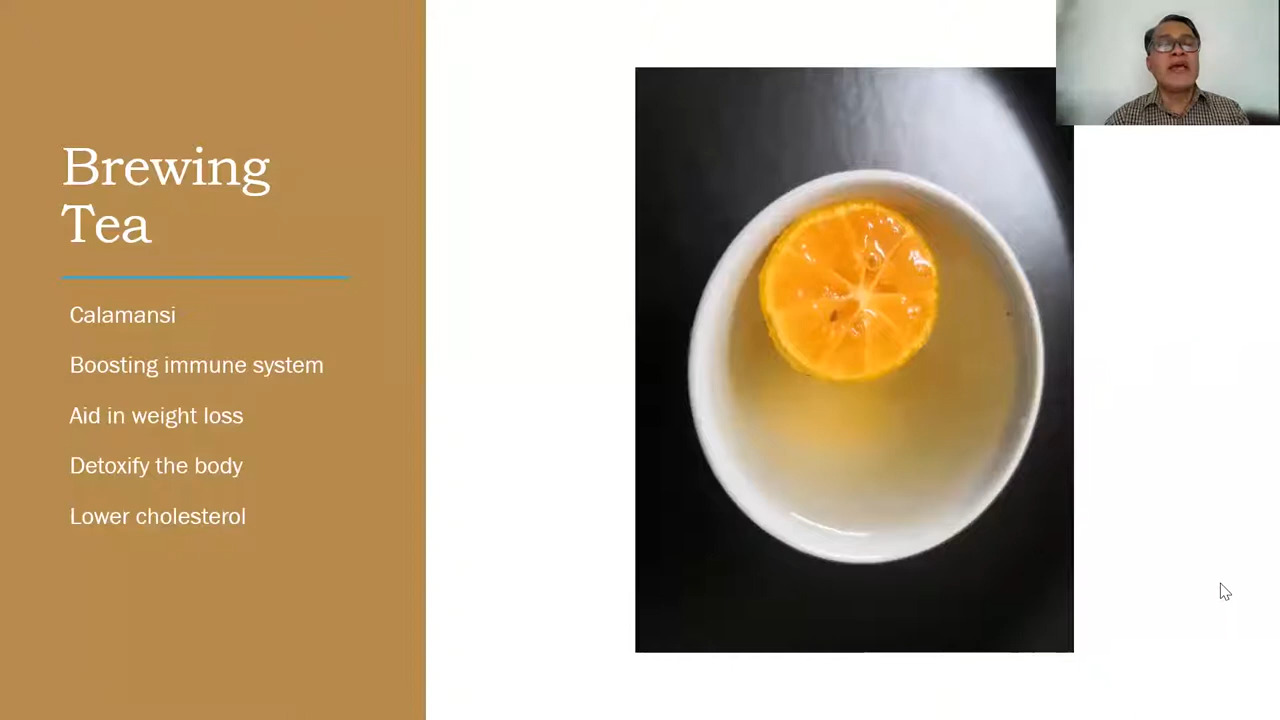 Brewing
Tea
Calamansi
Boosting immune system
Aid in weight loss
Detoxify the body
Lower cholesterol